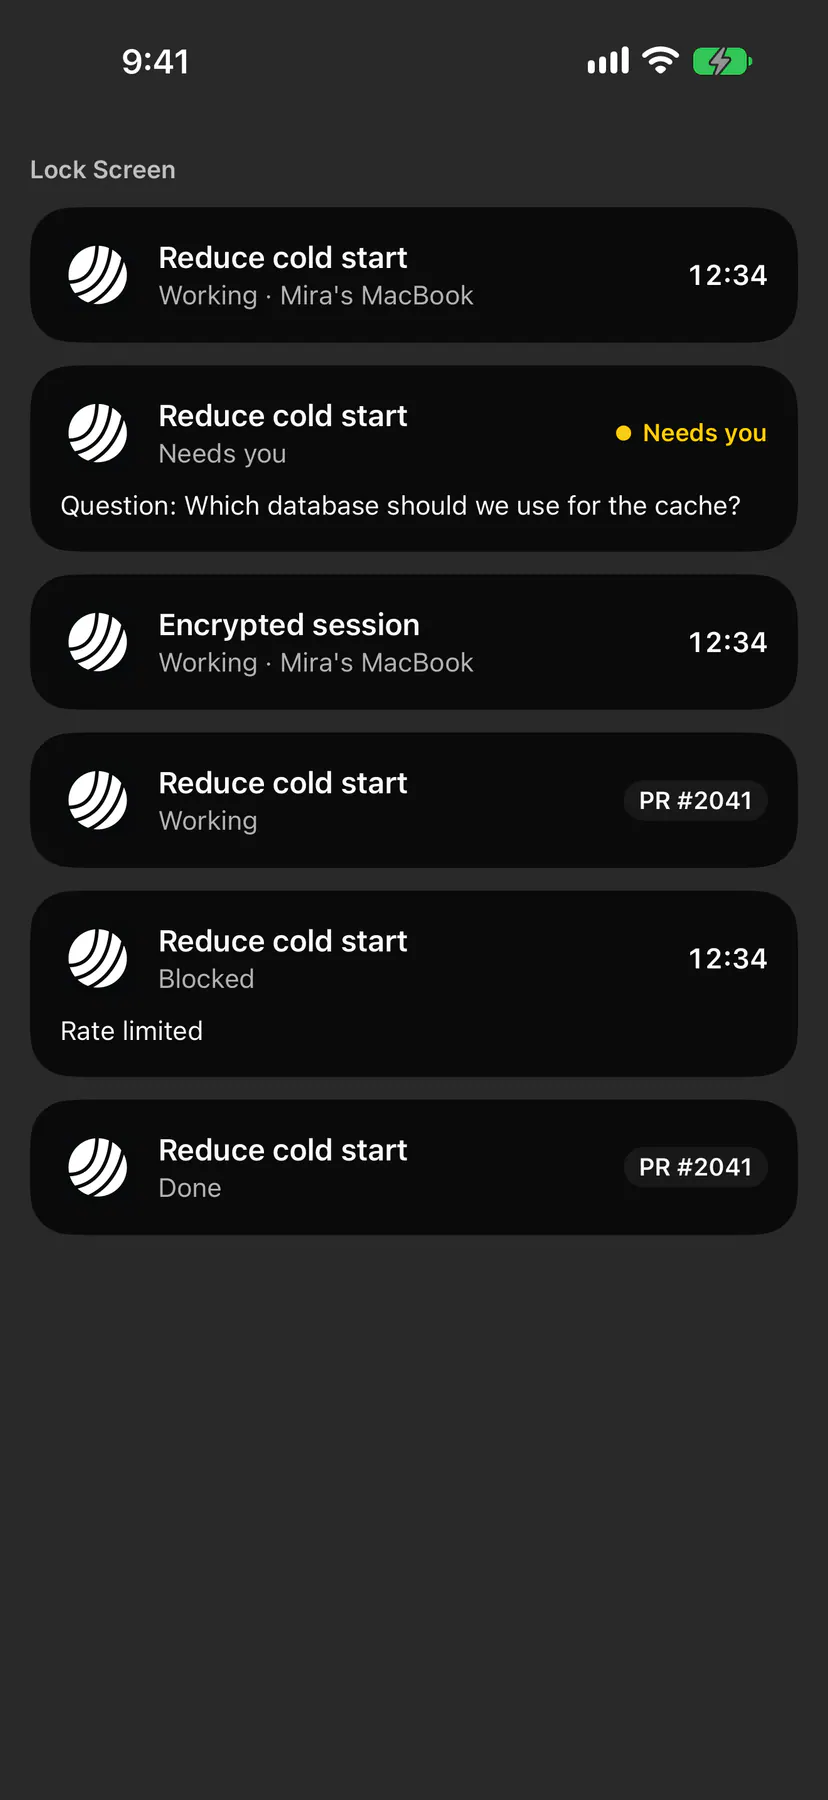 9:41
Lock Screen
Reduce cold start
Working · Mira's MacBook
12:34
Reduce cold start
Needs you
Needs you
Question: Which database should we use for the cache?
Encrypted session
Working · Mira's MacBook
12:34
Reduce cold start
Working
PR #2041
Reduce cold start
Blocked
12:34
Rate limited
Reduce cold start
Done
PR #2041